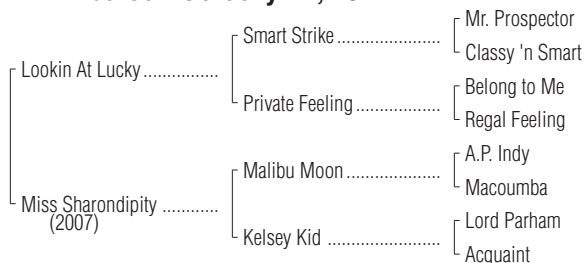 Mr. Prospector
Smart Strike
Classy 'n Smart
Lookin At Lucky
Belong to Me
Private Feeling
Regal Feeling
A.P. Indy
Malibu Moon
Macoumba
Miss Sharondipity
(2007)
Lord Parham
Kelsey Kid
Acquaint